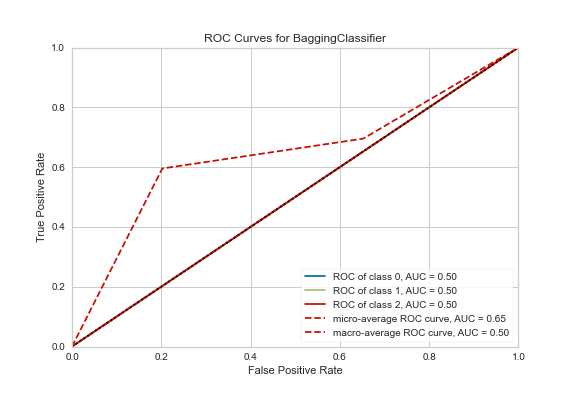 ROC Curves for BaggingClassifier
True Positive Rate
1.0
0.8
0.6
0.4
0.2
0.0
0.0 0.2 0.4 0.6 0.8 1.0
False Positive Rate
ROC of class 0, AUC = 0.50
ROC of class 1, AUC = 0.50
ROC of class 2, AUC = 0.50
micro-average ROC curve, AUC = 0.65
macro-average ROC curve, AUC = 0.50